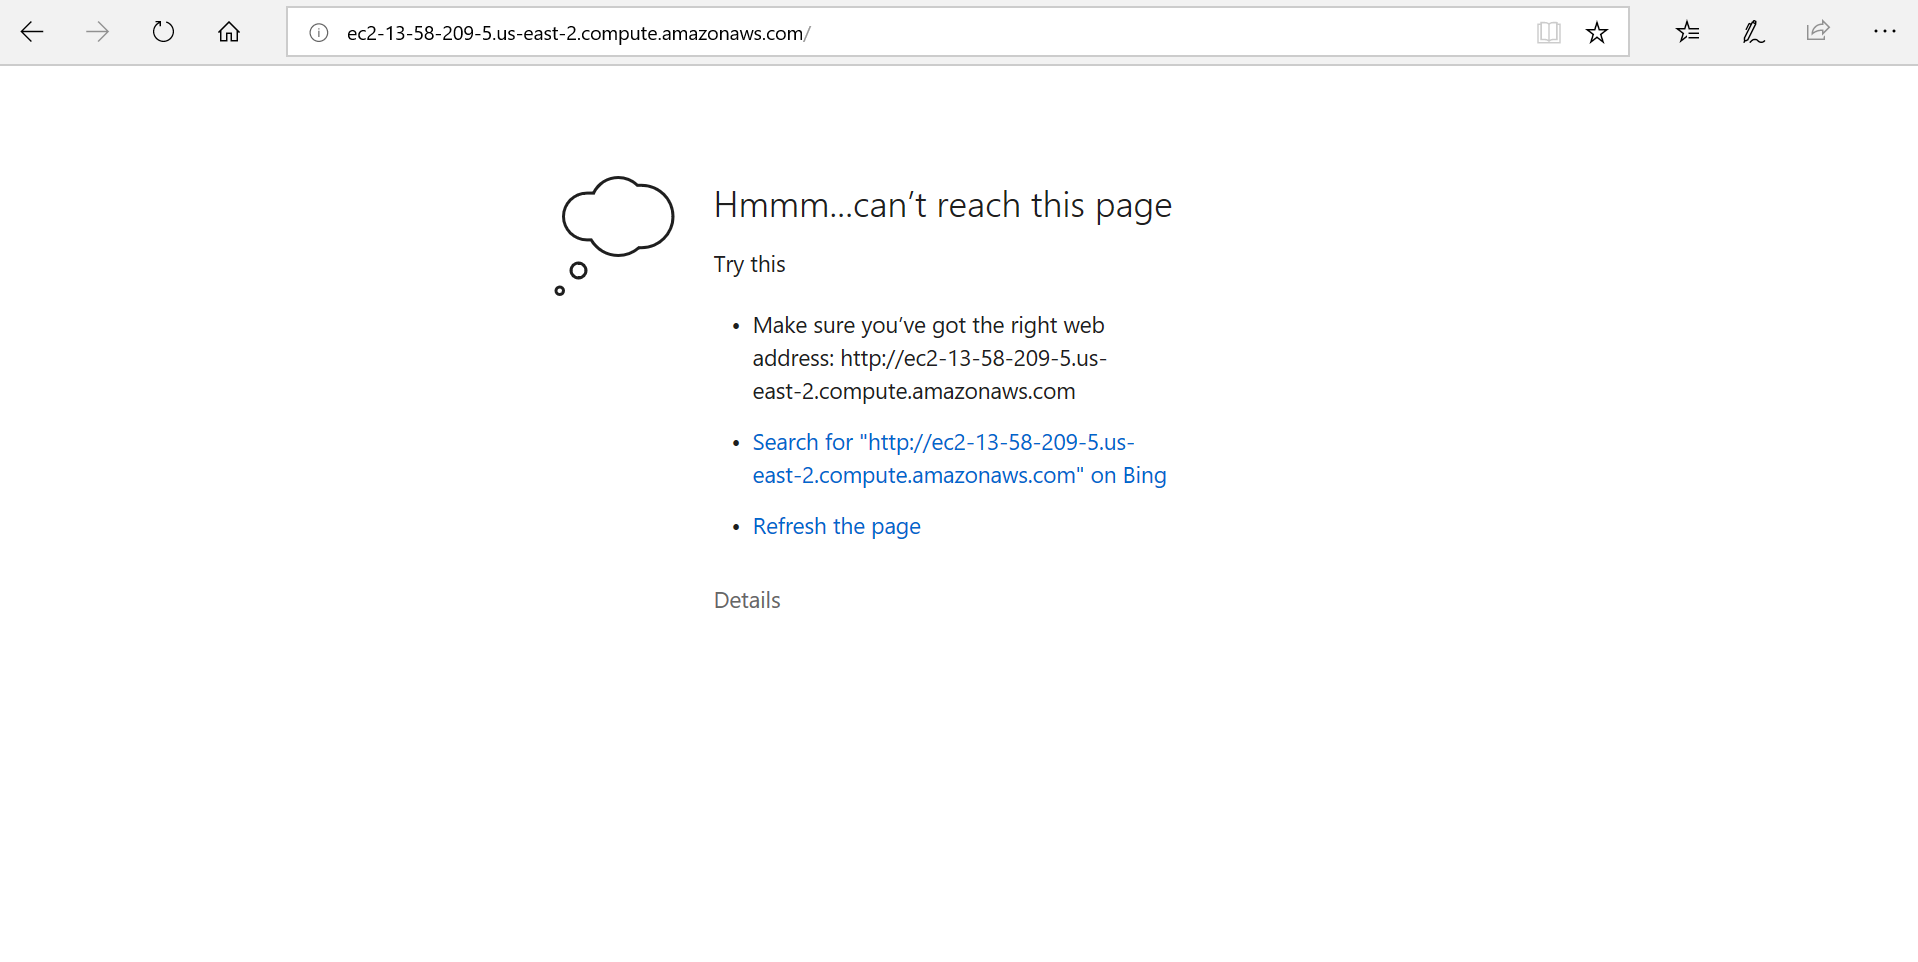 ec2-13-58-209-5.us-east-2.compute.amazonaws.com/
Hmmm...can’t reach this page
Try this
• Make sure you’ve got the right web
address: http://ec2-13-58-209-5.us-
east-2.compute.amazonaws.com
• Search for "http://ec2-13-58-209-5.us-
east-2.compute.amazonaws.com" on Bing
• Refresh the page
Details